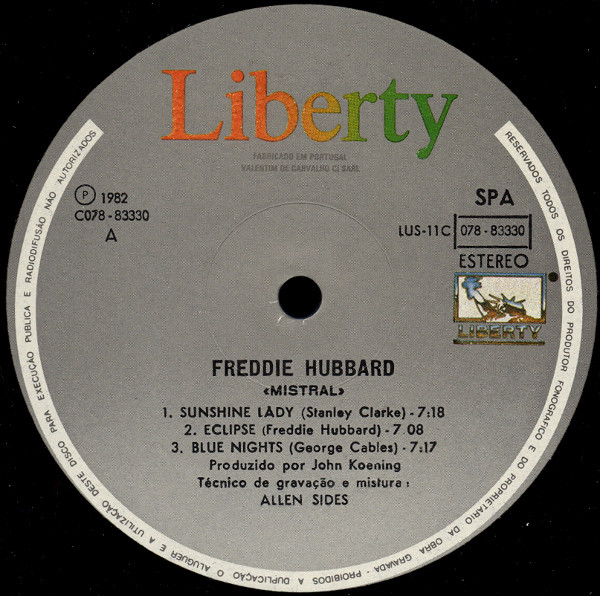 Liberty
FABRICADO EM PORTUGAL
VALENTIM DE CARVALHO CI SARL
RESERVADOS TODOS OS DIREITOS DO PRODUTOR FONOGRAFICO E DO PROPRIETARIO DA OBRA GRAVADA - PROIBIDOS A DUPLICAÇÃO O ALUGUER E A UTILIZAÇÃO DESTE DISCO PARA EXECUÇÃO PUBLICA E RADIODIFUSÃO NÃO AUTORIZADOS
Ⓟ 1982
C078-83330
A
SPA
LUS-11C 078-83330
ESTEREO
LIBERTY
FREDDIE HUBBARD
«MISTRAL»
1. SUNSHINE LADY (Stanley Clarke) - 7:18
2. ECLIPSE (Freddie Hubbard) - 7 08
3. BLUE NIGHTS (George Cables) - 7:17
Produzido por John Koening
Técnico de gravação e mistura:
ALLEN SIDES